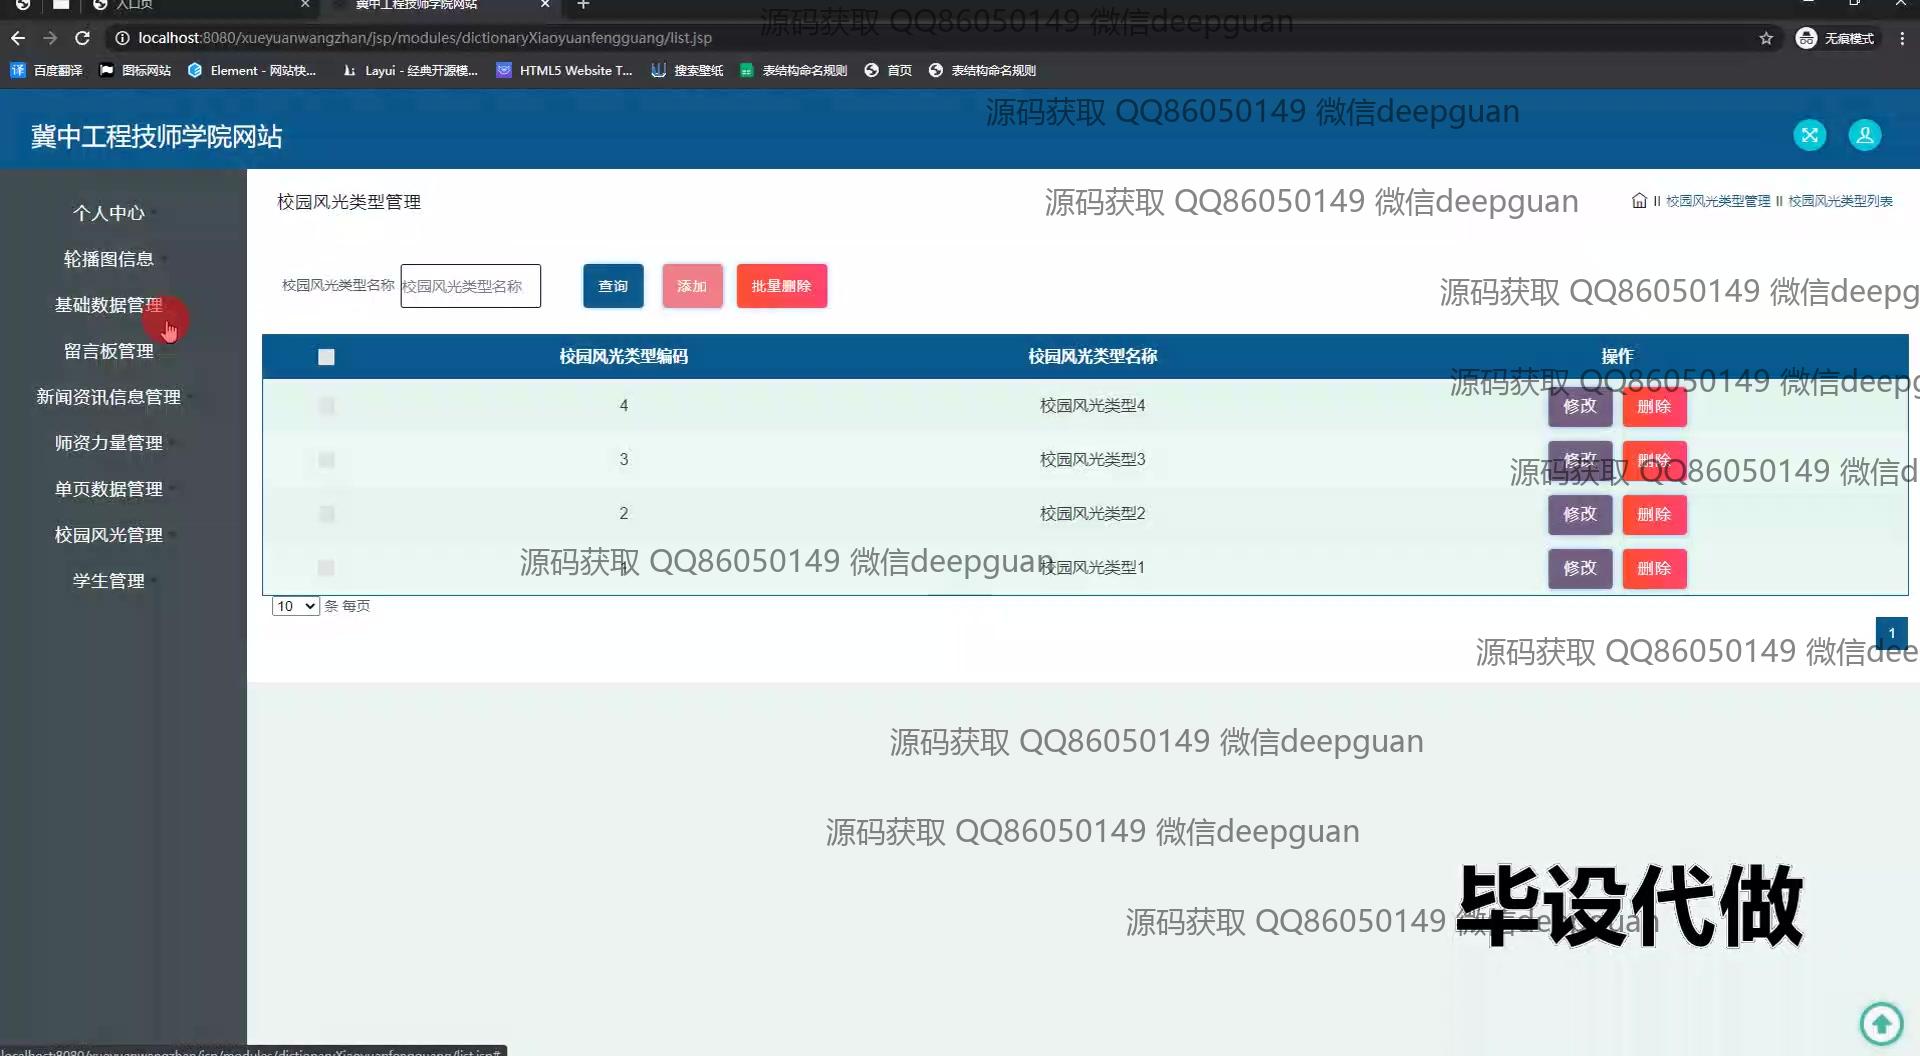 入口页
冀中工程技师学院网站
localhost:8080/xueyuanwangzhan/jsp/modules/dictionaryXiaoyuanfengguang/list.jsp
无痕模式
源码获取 QQ86050149 微信deepguan
百度翻译
图标网站
Element - 网站快...
Layui - 经典开源模...
HTML5 Website T...
搜索壁纸
表结构命名规则
首页
表结构命名规则
源码获取 QQ86050149 微信deepguan
冀中工程技师学院网站
个人中心
轮播图信息
基础数据管理
留言板管理
新闻资讯信息管理
师资力量管理
单页数据管理
校园风光管理
学生管理
校园风光类型管理
源码获取 QQ86050149 微信deepguan
校园风光类型管理 校园风光类型列表
校园风光类型名称 校园风光类型名称 查询 添加 批量删除
源码获取 QQ86050149 微信deepg
校园风光类型编码 校园风光类型名称 操作
源码获取 QQ86050149 微信deepg
4 校园风光类型4 修改 删除
3 校园风光类型3 修改 删除
源码获取 QQ86050149 微信d
2 校园风光类型2 修改 删除
源码获取 QQ86050149 微信deepguan
1 校园风光类型1 修改 删除
10 条 每页
1
源码获取 QQ86050149 微信dee
源码获取 QQ86050149 微信deepguan
源码获取 QQ86050149 微信deepguan
源码获取 QQ86050149 微信deepguan
毕设代做
localhost:8080/xueyuanwangzhan/jsp/modules/dictionaryXiaoyuanfengguang/list.jsp#